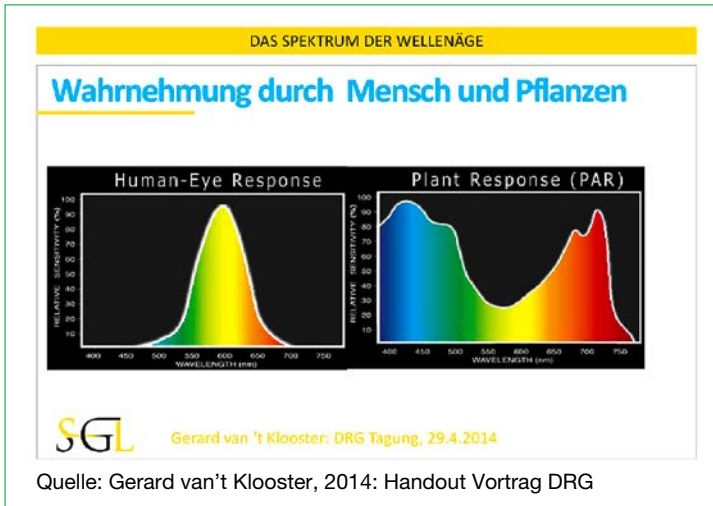 DAS SPEKTRUM DER WELLENÄGE
Wahrnehmung durch Mensch und Pflanzen
Human-Eye Response
RELATIVE SENSITIVITY (%)
100
90
80
70
60
50
40
30
20
10
400 450 500 550 600 650 700 750
WAVELENGTH (nm)
Plant Response (PAR)
RELATIVE SENSITIVITY (%)
100
90
80
70
60
50
40
30
20
10
400 450 500 550 600 650 700 750
WAVELENGTH (nm)
SGL
Gerard van 't Klooster: DRG Tagung, 29.4.2014
Quelle: Gerard van't Klooster, 2014: Handout Vortrag DRG